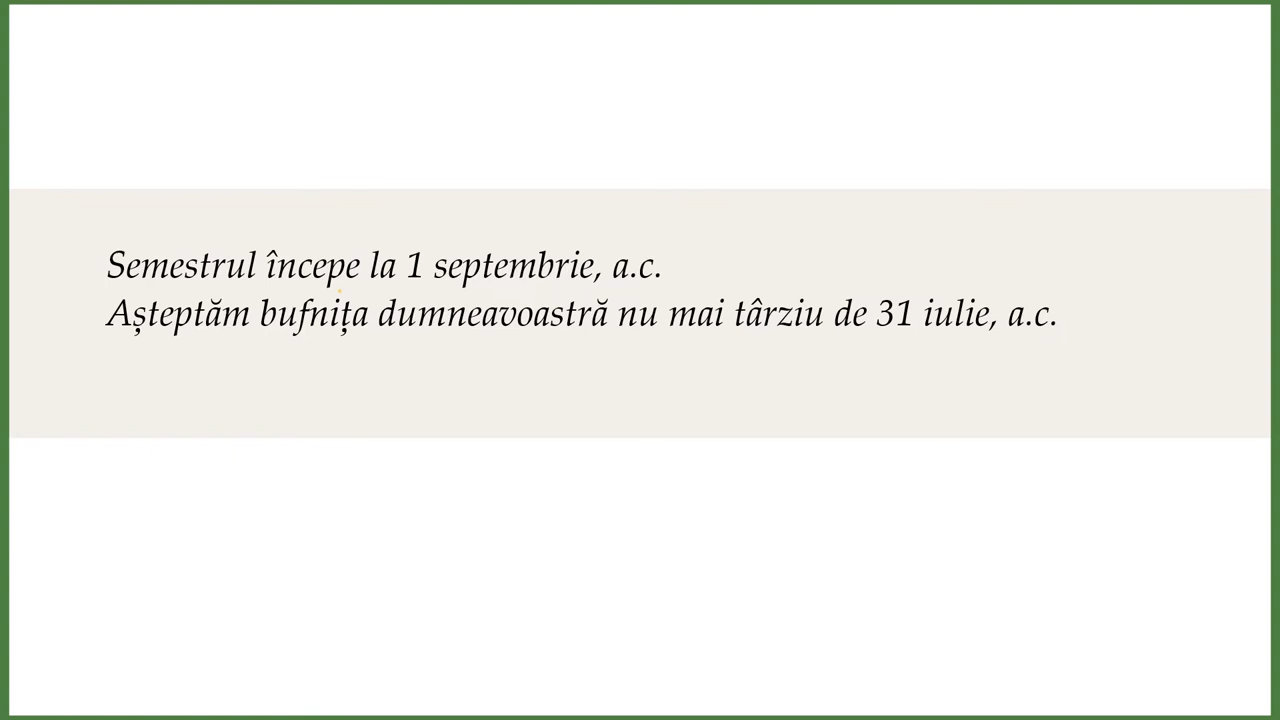 Semestrul începe la 1 septembrie, a.c.
Așteptăm bufnița dumneavoastră nu mai târziu de 31 iulie, a.c.